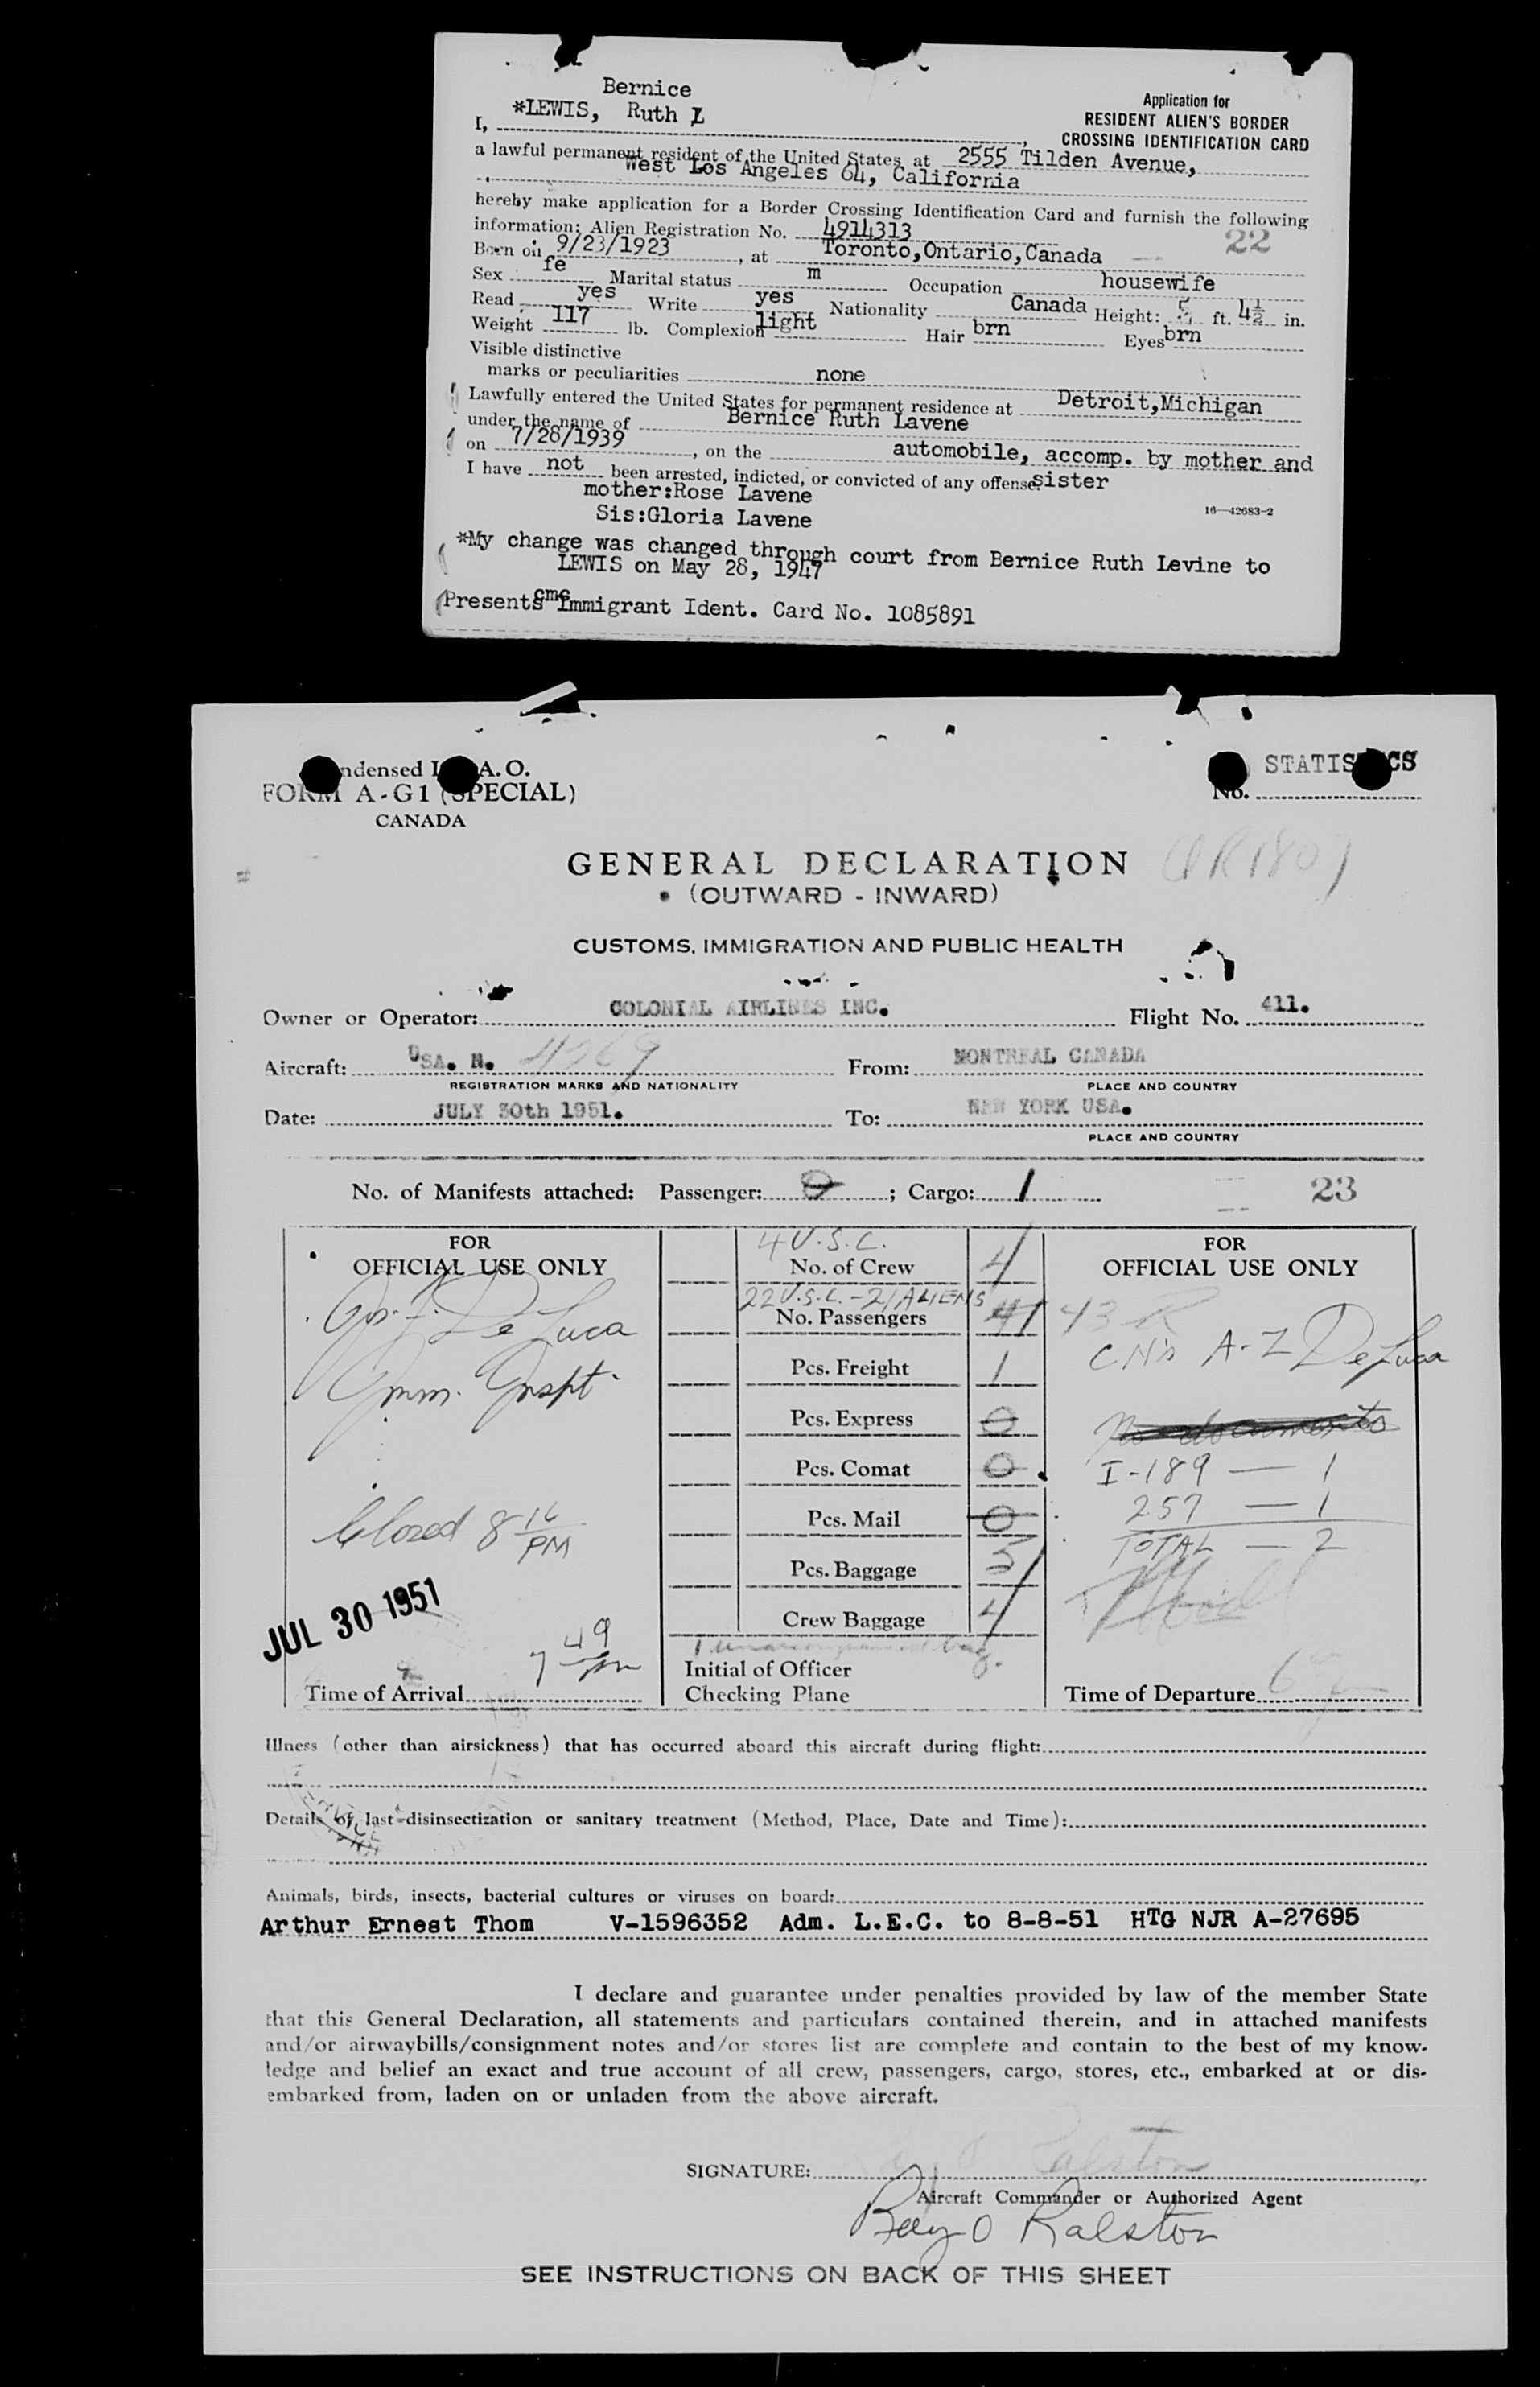 Bernice
*LEWIS, Ruth L
I,
Application for
RESIDENT ALIEN'S BORDER
CROSSING IDENTIFICATION CARD
a lawful permanent resident of the United States at 2555 Tilden Avenue,
West Los Angeles 64, California
hereby make application for a Border Crossing Identification Card and furnish the following
information: Alien Registration No. 4914313
22
Born on 9/23/1923, at Toronto,Ontario,Canada
Sex fe Marital status m Occupation housewife
Read yes Write yes Nationality Canada Height: 5 ft. 4½ in.
Weight 117 lb. Complexion light Hair brn Eyes brn
Visible distinctive
marks or peculiarities none
Lawfully entered the United States for permanent residence at Detroit,Michigan
under the name of Bernice Ruth Lavene
on 7/28/1939, on the automobile, accomp. by mother and
I have not been arrested, indicted, or convicted of any offense. sister
mother:Rose Lavene
Sis:Gloria Lavene
16—42683-2
*My change was changed through court from Bernice Ruth Levine to
LEWIS on May 28, 1947
cmc
Presents Immigrant Ident. Card No. 1085891
ndensed I A. O.
FORM A-G1 (SPECIAL)
CANADA
STATIS CS
No.
GENERAL DECLARATION
(OUTWARD - INWARD)
CUSTOMS, IMMIGRATION AND PUBLIC HEALTH
Owner or Operator: COLONIAL AIRLINES INC. Flight No. 411.
Aircraft: USA. N. From: MONTREAL CANADA
REGISTRATION MARKS AND NATIONALITY PLACE AND COUNTRY
Date: JULY 30th 1951. To: NEW YORK USA.
PLACE AND COUNTRY
No. of Manifests attached: Passenger: 0; Cargo: 1
23
FOR
OFFICIAL USE ONLY
De Luca
Imm. Inspt.
Closed 8 16 PM
JUL 30 1951
7 49 pm
Time of Arrival
4 U.S.C.
No. of Crew 4
22 U.S.C.-21 ALIENS
No. Passengers 43
Pcs. Freight 1
Pcs. Express 0
Pcs. Comat 0
Pcs. Mail 0
Pcs. Baggage 5
Crew Baggage 4
Initial of Officer
Checking Plane
FOR
OFFICIAL USE ONLY
A-Z De Luca
No documents
I-189 — 1
257 — 1
TOTAL — 2
Time of Departure
Illness (other than airsickness) that has occurred aboard this aircraft during flight:
Details of last disinsectization or sanitary treatment (Method, Place, Date and Time):
Animals, birds, insects, bacterial cultures or viruses on board:
Arthur Ernest Thom V-1596352 Adm. L.E.C. to 8-8-51 HTG NJR A-27695
I declare and guarantee under penalties provided by law of the member State
that this General Declaration, all statements and particulars contained therein, and in attached manifests
and/or airwaybills/consignment notes and/or stores list are complete and contain to the best of my know-
ledge and belief an exact and true account of all crew, passengers, cargo, stores, etc., embarked at or dis-
embarked from, laden on or unladen from the above aircraft.
SIGNATURE:
Aircraft Commander or Authorized Agent
Ralston
SEE INSTRUCTIONS ON BACK OF THIS SHEET